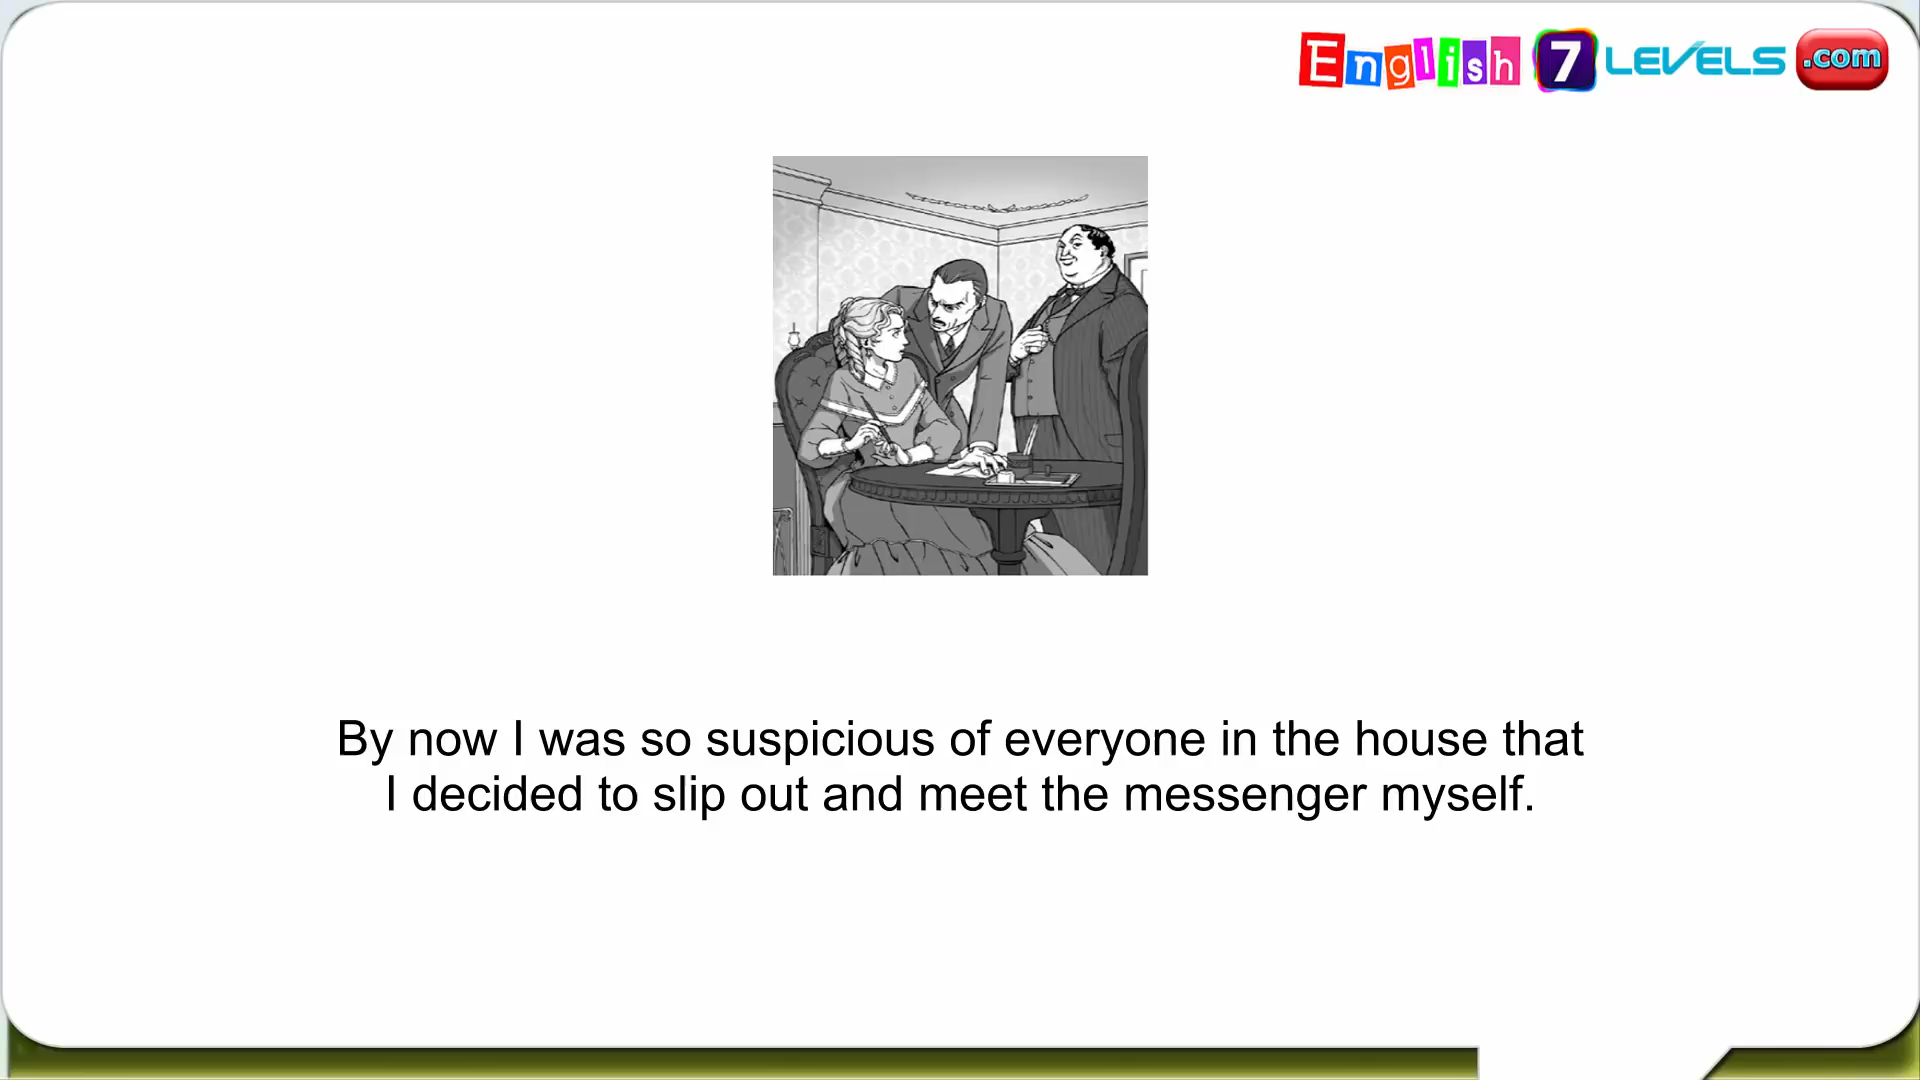 English 7 LEVELS .com
By now I was so suspicious of everyone in the house that
I decided to slip out and meet the messenger myself.